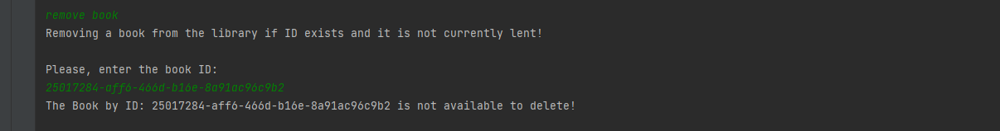 remove book
Removing a book from the library if ID exists and it is not currently lent!
Please, enter the book ID:
25017284-aff6-466d-b16e-8a91ac96c9b2
The Book by ID: 25017284-aff6-466d-b16e-8a91ac96c9b2 is not available to delete!